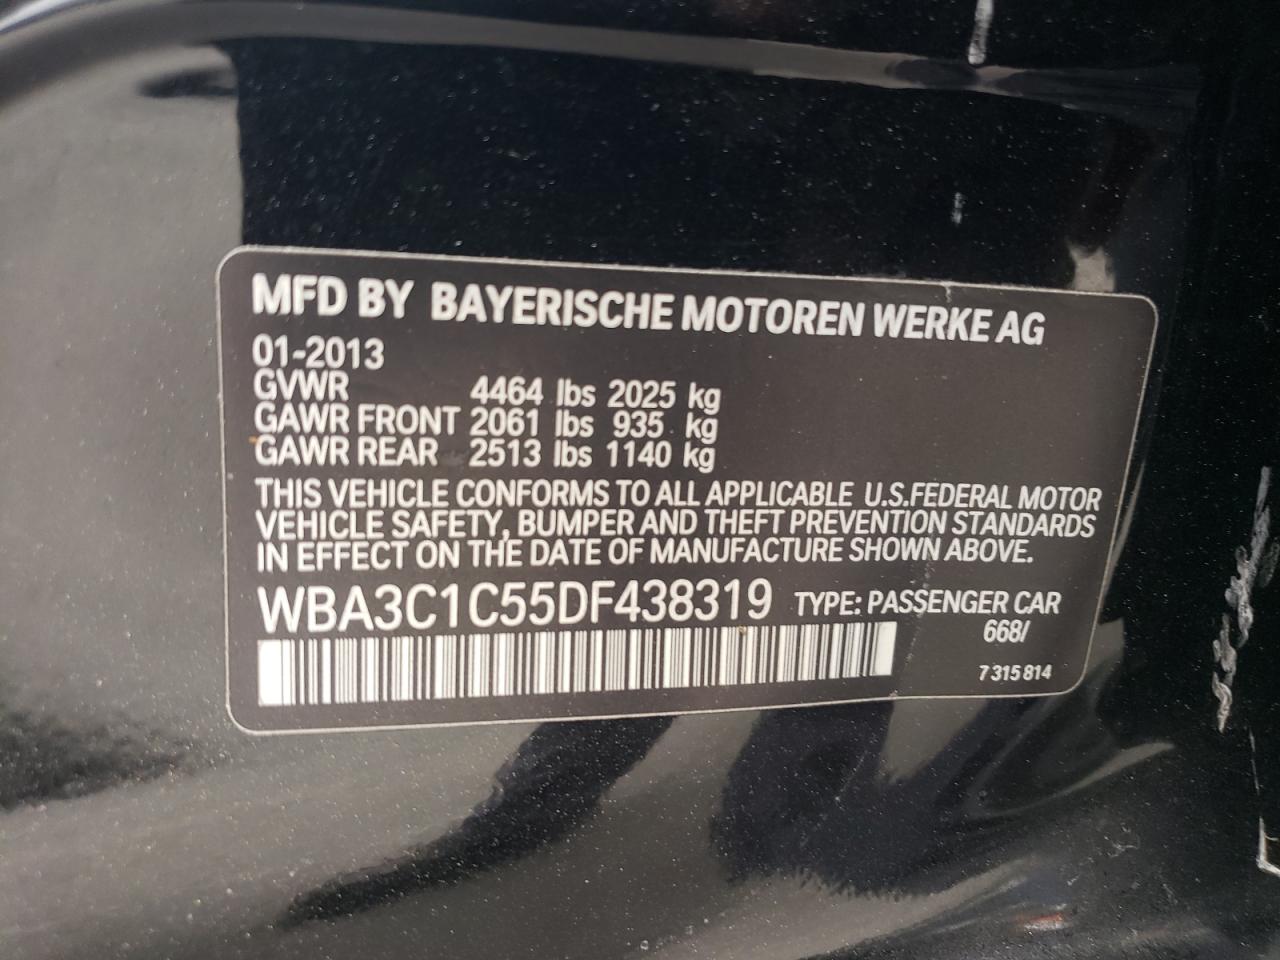 MFD BY BAYERISCHE MOTOREN WERKE AG
01-2013
GVWR 4464 lbs 2025 kg
GAWR FRONT 2061 lbs 935 kg
GAWR REAR 2513 lbs 1140 kg
THIS VEHICLE CONFORMS TO ALL APPLICABLE U.S.FEDERAL MOTOR
VEHICLE SAFETY, BUMPER AND THEFT PREVENTION STANDARDS
IN EFFECT ON THE DATE OF MANUFACTURE SHOWN ABOVE.
WBA3C1C55DF438319 TYPE: PASSENGER CAR
668/
7 315 814